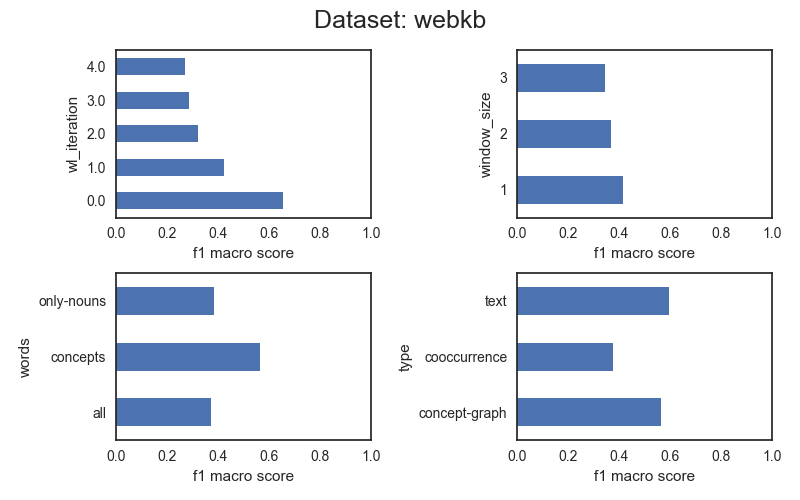 Dataset: webkb
wl_iteration
4.0
3.0
2.0
1.0
0.0
0.0 0.2 0.4 0.6 0.8 1.0
f1 macro score
window_size
3
2
1
0.0 0.2 0.4 0.6 0.8 1.0
f1 macro score
words
only-nouns
concepts
all
0.0 0.2 0.4 0.6 0.8 1.0
f1 macro score
type
text
cooccurrence
concept-graph
0.0 0.2 0.4 0.6 0.8 1.0
f1 macro score